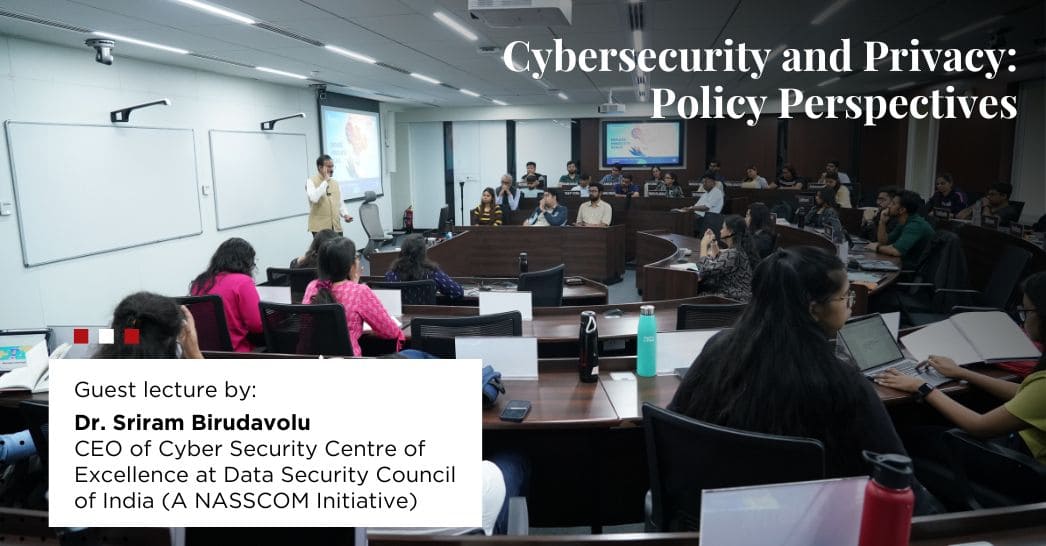 Cybersecurity and Privacy:
Policy Perspectives
Guest lecture by:
Dr. Sriram Birudavolu
CEO of Cyber Security Centre of
Excellence at Data Security Council
of India (A NASSCOM Initiative)